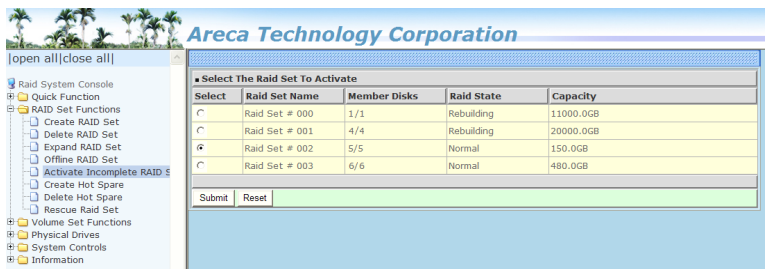 Areca Technology Corporation
|open all|close all|
Raid System Console
Quick Function
RAID Set Functions
Create RAID Set
Delete RAID Set
Expand RAID Set
Offline RAID Set
Activate Incomplete RAID S
Create Hot Spare
Delete Hot Spare
Rescue Raid Set
Volume Set Functions
Physical Drives
System Controls
Information
Select The Raid Set To Activate
Select Raid Set Name Member Disks Raid State Capacity
Raid Set # 000 1/1 Rebuilding 11000.0GB
Raid Set # 001 4/4 Rebuilding 20000.0GB
Raid Set # 002 5/5 Normal 150.0GB
Raid Set # 003 6/6 Normal 480.0GB
Submit Reset